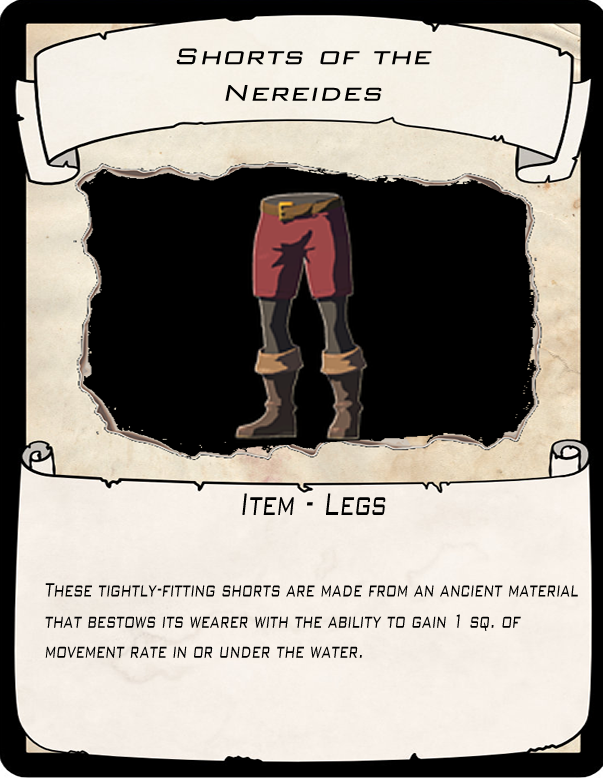 Shorts of the
Nereides
Item - Legs
These tightly-fitting shorts are made from an ancient material
that bestows its wearer with the ability to gain 1 sq. of
movement rate in or under the water.